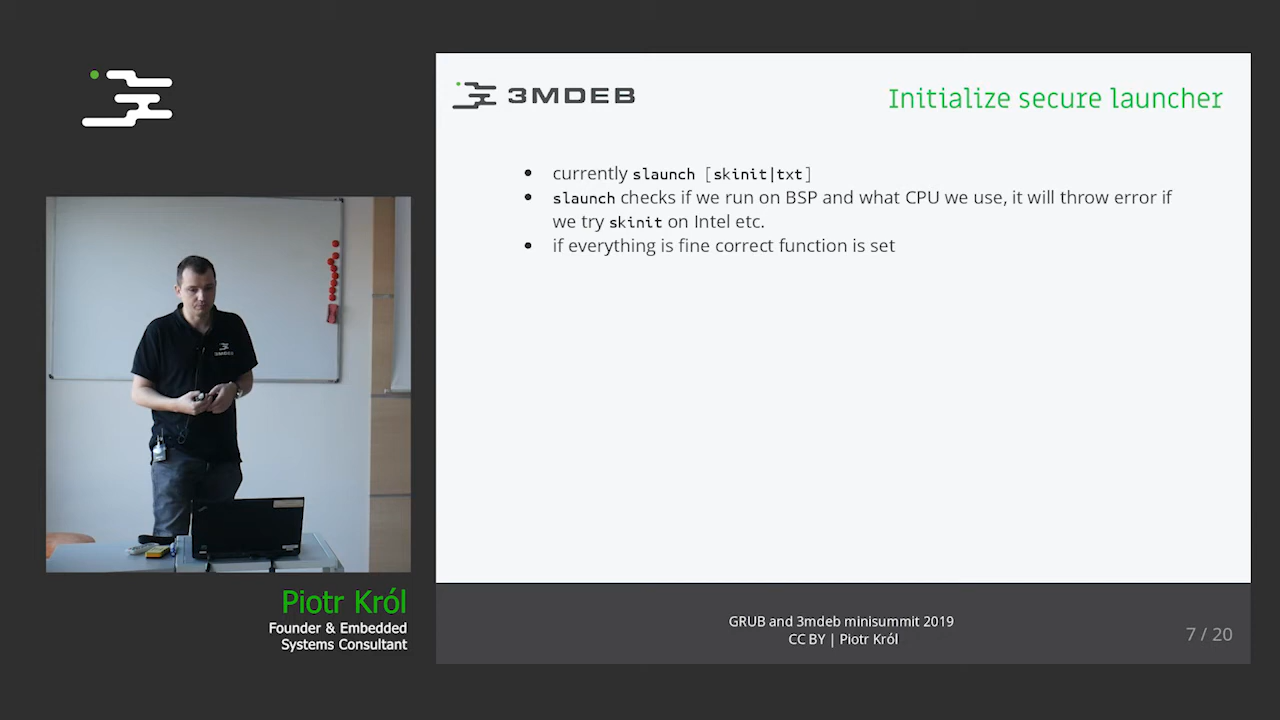 3MDEB
Initialize secure launcher
• currently slaunch [skinit|txt]
• slaunch checks if we run on BSP and what CPU we use, it will throw error if
we try skinit on Intel etc.
• if everything is fine correct function is set
3MDEB
Piotr Król
Founder & Embedded
Systems Consultant
GRUB and 3mdeb minisummit 2019
CC BY | Piotr Król
7 / 20